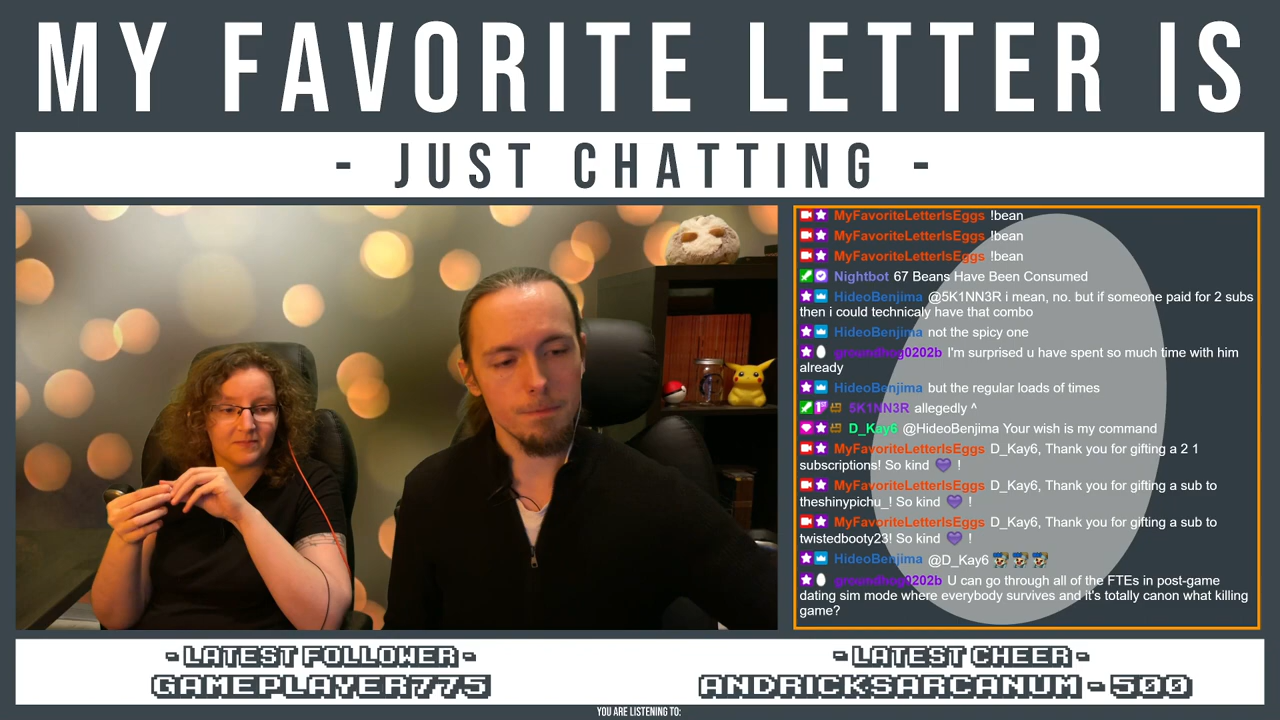 MY FAVORITE LETTER IS
- JUST CHATTING -
MyFavoriteLetterIsEggs !bean
MyFavoriteLetterIsEggs !bean
MyFavoriteLetterIsEggs !bean
Nightbot 67 Beans Have Been Consumed
HideoBenjima @5K1NN3R i mean, no. but if someone paid for 2 subs
then i could technicaly have that combo
HideoBenjima not the spicy one
groundhog0202b I'm surprised u have spent so much time with him
already
HideoBenjima but the regular loads of times
5K1NN3R allegedly ^
D_Kay6 @HideoBenjima Your wish is my command
MyFavoriteLetterIsEggs D_Kay6, Thank you for gifting a 2 1
subscriptions! So kind 💜 !
MyFavoriteLetterIsEggs D_Kay6, Thank you for gifting a sub to
theshinypichu_! So kind 💜 !
MyFavoriteLetterIsEggs D_Kay6, Thank you for gifting a sub to
twistedbooty23! So kind 💜 !
HideoBenjima @D_Kay6
groundhog0202b U can go through all of the FTEs in post-game
dating sim mode where everybody survives and it's totally canon what killing
game?
- LATEST FOLLOWER -
GAMEPLAYER775
- LATEST CHEER -
ANDRICKSARCANUM - 500
YOU ARE LISTENING TO: